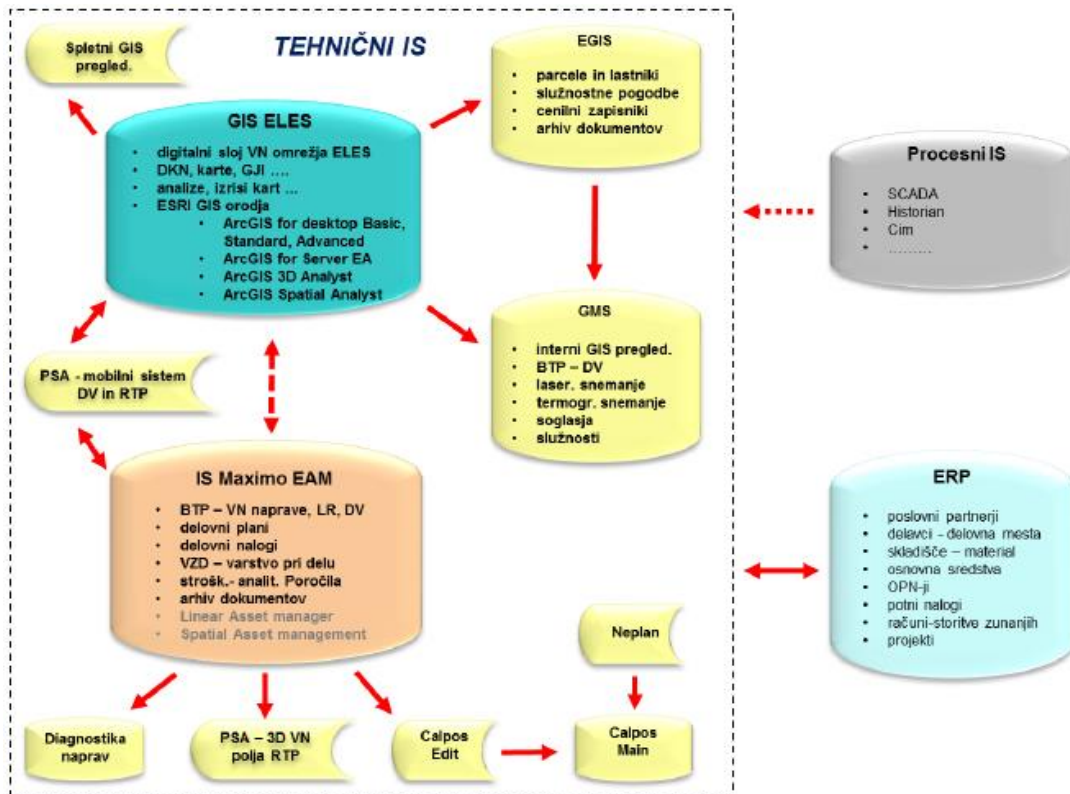 TEHNIČNI IS
Spletni GIS
pregled.
EGIS
• parcele in lastniki
• služnostne pogodbe
• cenilni zapisniki
• arhiv dokumentov
GIS ELES
• digitalni sloj VN omrežja ELES
• DKN, karte, GJI ....
• analize, izrisi kart ...
• ESRI GIS orodja
• ArcGIS for desktop Basic,
Standard, Advanced
• ArcGIS for Server EA
• ArcGIS 3D Analyst
• ArcGIS Spatial Analyst
Procesni IS
• SCADA
• Historian
• Cim
• .........
GMS
• interni GIS pregled.
• BTP – DV
• laser. snemanje
• termogr. snemanje
• soglasja
• služnosti
PSA - mobilni sistem
DV in RTP
IS Maximo EAM
• BTP – VN naprave, LR, DV
• delovni plani
• delovni nalogi
• VZD – varstvo pri delu
• strošk.- analit. Poročila
• arhiv dokumentov
• Linear Asset manager
• Spatial Asset management
ERP
• poslovni partnerji
• delavci - delovna mesta
• skladišče – material
• osnovna sredstva
• OPN-ji
• potni nalogi
• računi-storitve zunanjih
• projekti
Neplan
Diagnostika
naprav
PSA – 3D VN
polja RTP
Calpos
Edit
Calpos
Main